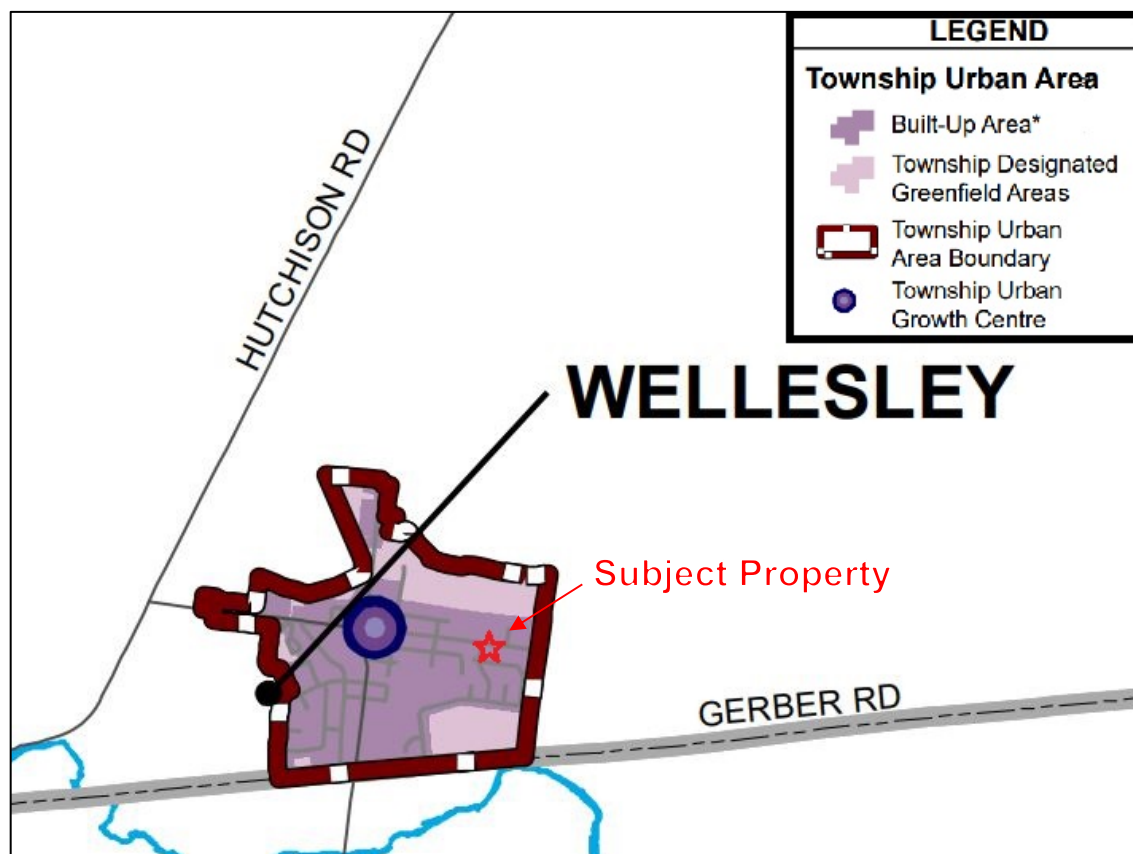 LEGEND
Township Urban Area
Built-Up Area*
Township Designated
Greenfield Areas
Township Urban
Area Boundary
Township Urban
Growth Centre
HUTCHISON RD
WELLESLEY
Subject Property
GERBER RD